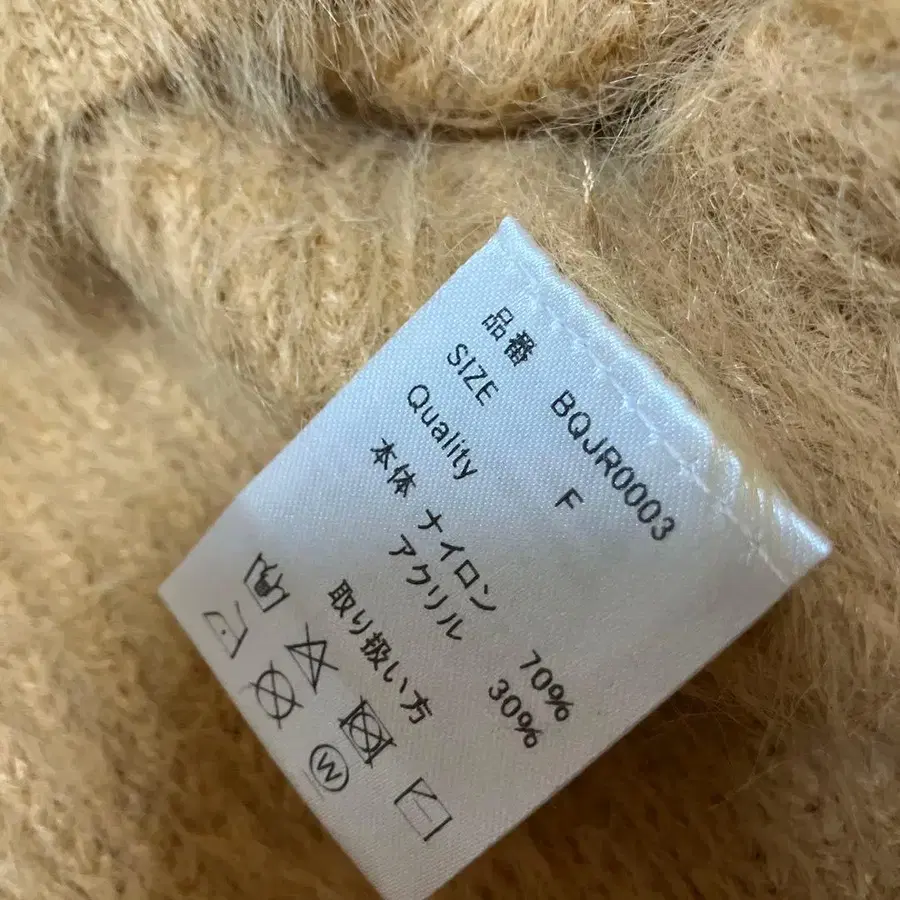 品番 BQJR0003
SIZE F
Quality
本体 ナイロン 70%
アクリル 30%
取り扱い方
W